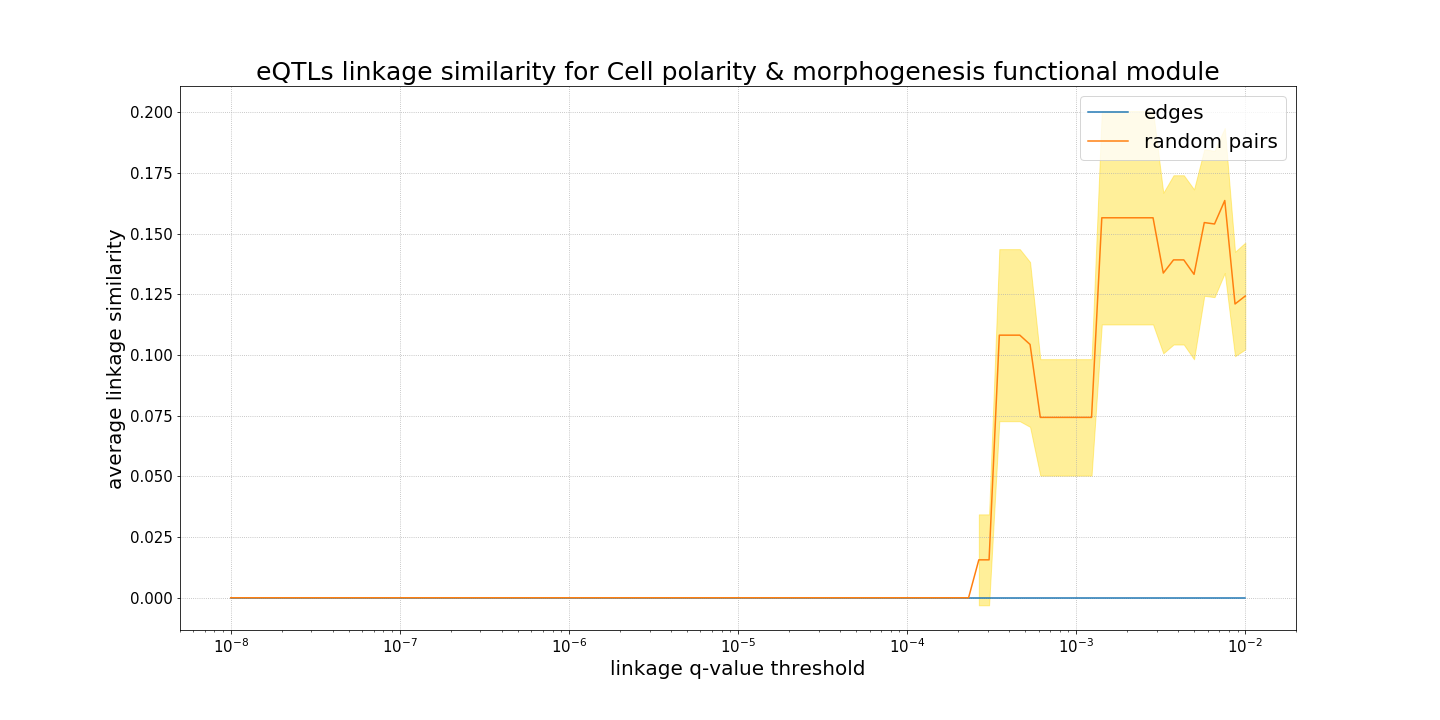 eQTLs linkage similarity for Cell polarity & morphogenesis functional module
edges
random pairs
average linkage similarity
0.200
0.175
0.150
0.125
0.100
0.075
0.050
0.025
0.000
10⁻⁸ 10⁻⁷ 10⁻⁶ 10⁻⁵ 10⁻⁴ 10⁻³ 10⁻²
linkage q-value threshold